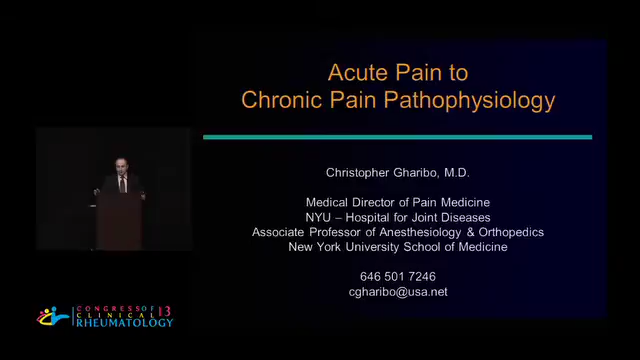 Acute Pain to
Chronic Pain Pathophysiology
Christopher Gharibo, M.D.
Medical Director of Pain Medicine
NYU – Hospital for Joint Diseases
Associate Professor of Anesthesiology & Orthopedics
New York University School of Medicine
646 501 7246
cgharibo@usa.net
CONGRESS OF 13
CLINICAL
RHEUMATOLOGY